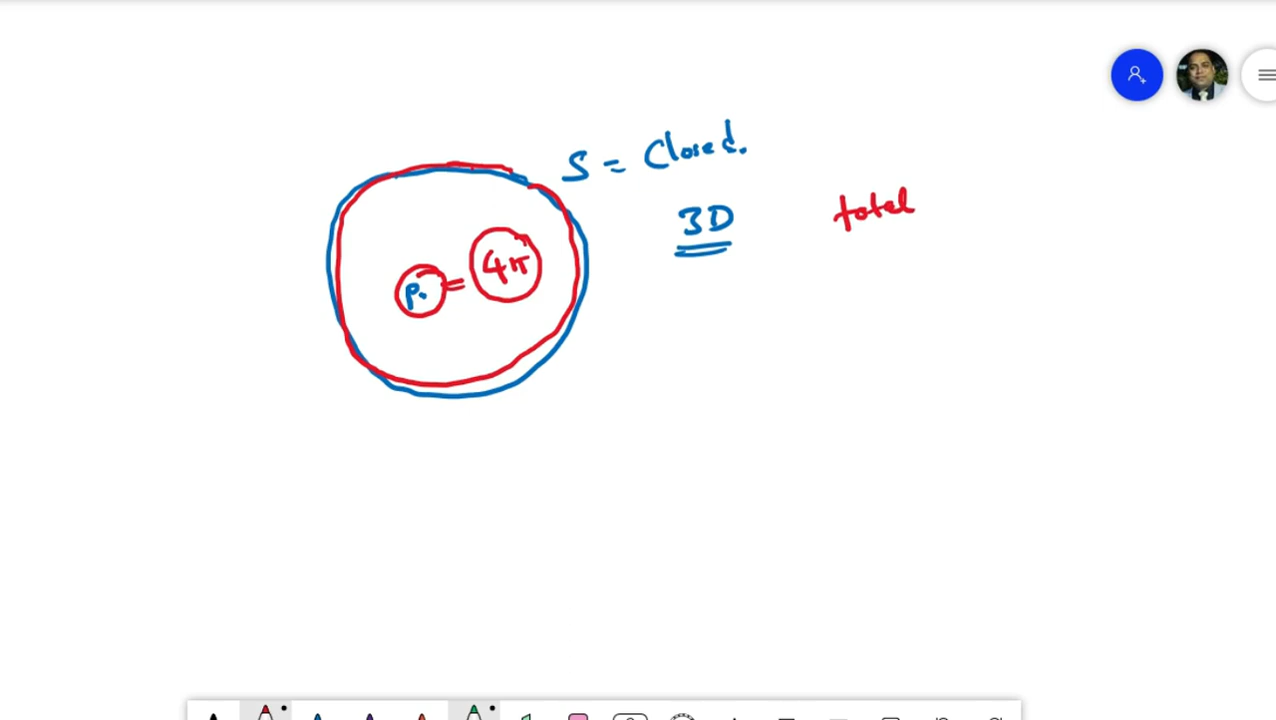 S = Closed.
3D
total
P. = 4π